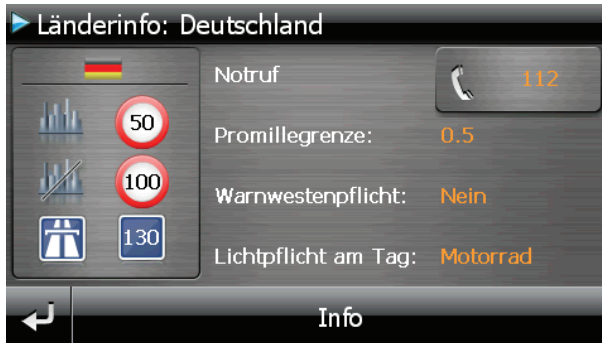 Länderinfo: Deutschland
50
100
130
Notruf
112
Promillegrenze:
0.5
Warnwestenpflicht:
Nein
Lichtpflicht am Tag:
Motorrad
Info